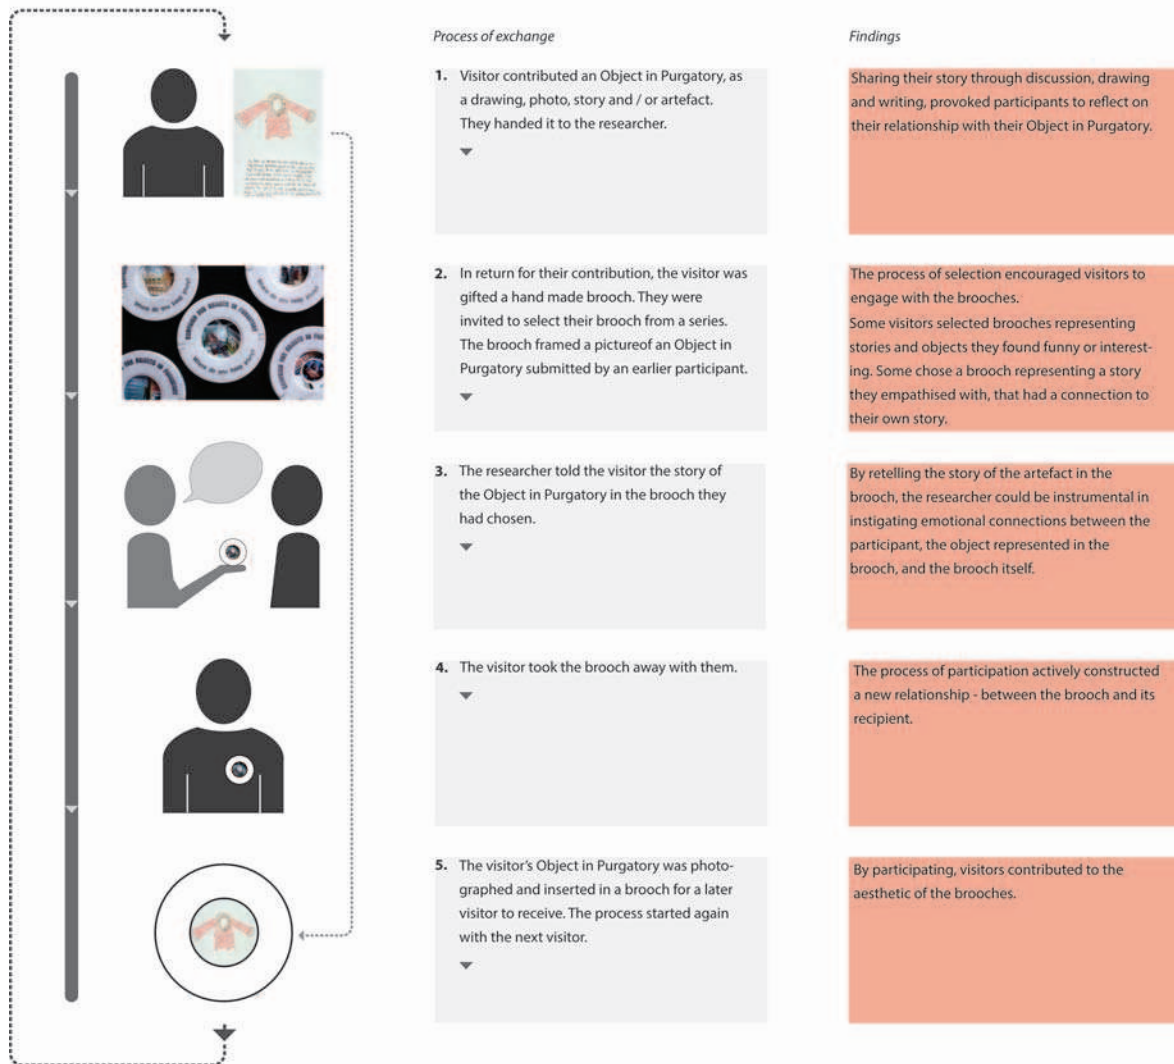 Process of exchange
Findings
1. Visitor contributed an Object in Purgatory, as
a drawing, photo, story and / or artefact.
They handed it to the researcher.
Sharing their story through discussion, drawing
and writing, provoked participants to reflect on
their relationship with their Object in Purgatory.
2. In return for their contribution, the visitor was
gifted a hand made brooch. They were
invited to select their brooch from a series.
The brooch framed a pictureof an Object in
Purgatory submitted by an earlier participant.
The process of selection encouraged visitors to
engage with the brooches.
Some visitors selected brooches representing
stories and objects they found funny or interest-
ing. Some chose a brooch representing a story
they empathised with, that had a connection to
their own story.
3. The researcher told the visitor the story of
the Object in Purgatory in the brooch they
had chosen.
By retelling the story of the artefact in the
brooch, the researcher could be instrumental in
instigating emotional connections between the
participant, the object represented in the
brooch, and the brooch itself.
4. The visitor took the brooch away with them.
The process of participation actively constructed
a new relationship - between the brooch and its
recipient.
5. The visitor's Object in Purgatory was photo-
graphed and inserted in a brooch for a later
visitor to receive. The process started again
with the next visitor.
By participating, visitors contributed to the
aesthetic of the brooches.